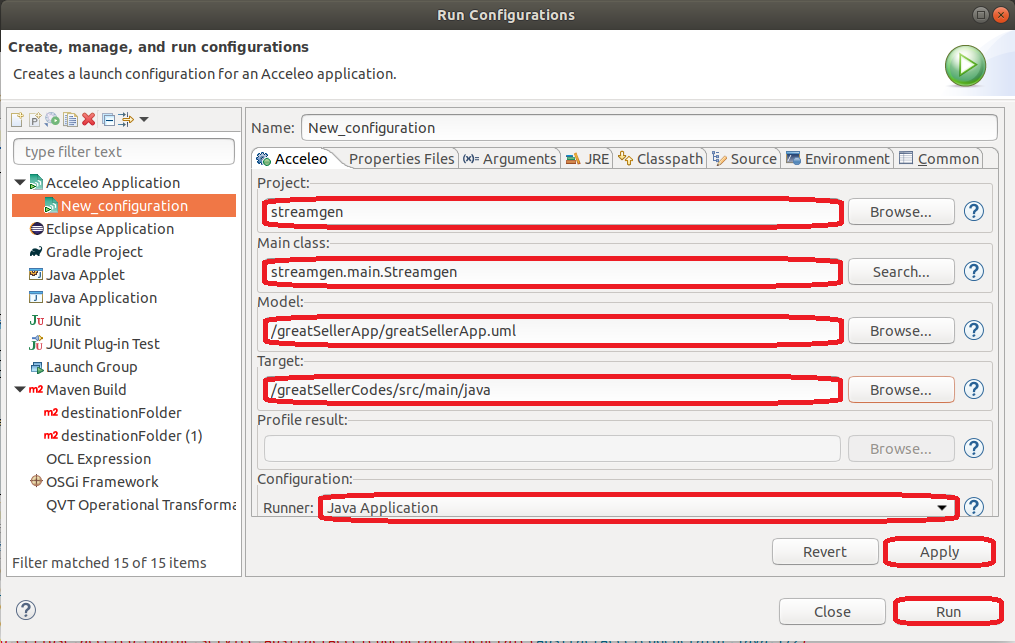 Run Configurations
Create, manage, and run configurations
Creates a launch configuration for an Acceleo application.
type filter text
Acceleo Application
New_configuration
Eclipse Application
Gradle Project
Java Applet
Java Application
Ju JUnit
JUnit Plug-in Test
Launch Group
m2 Maven Build
m2 destinationFolder
m2 destinationFolder (1)
OCL Expression
OSGi Framework
QVT Operational Transforma
Filter matched 15 of 15 items
Name: New_configuration
Acceleo Properties Files (x)= Arguments JRE Classpath Source Environment Common
Project:
streamgen Browse... ?
Main class:
streamgen.main.Streamgen Search... ?
Model:
/greatSellerApp/greatSellerApp.uml Browse... ?
Target:
/greatSellerCodes/src/main/java Browse... ?
Profile result:
Browse... ?
Configuration:
Runner: Java Application ?
Revert Apply
? Close Run